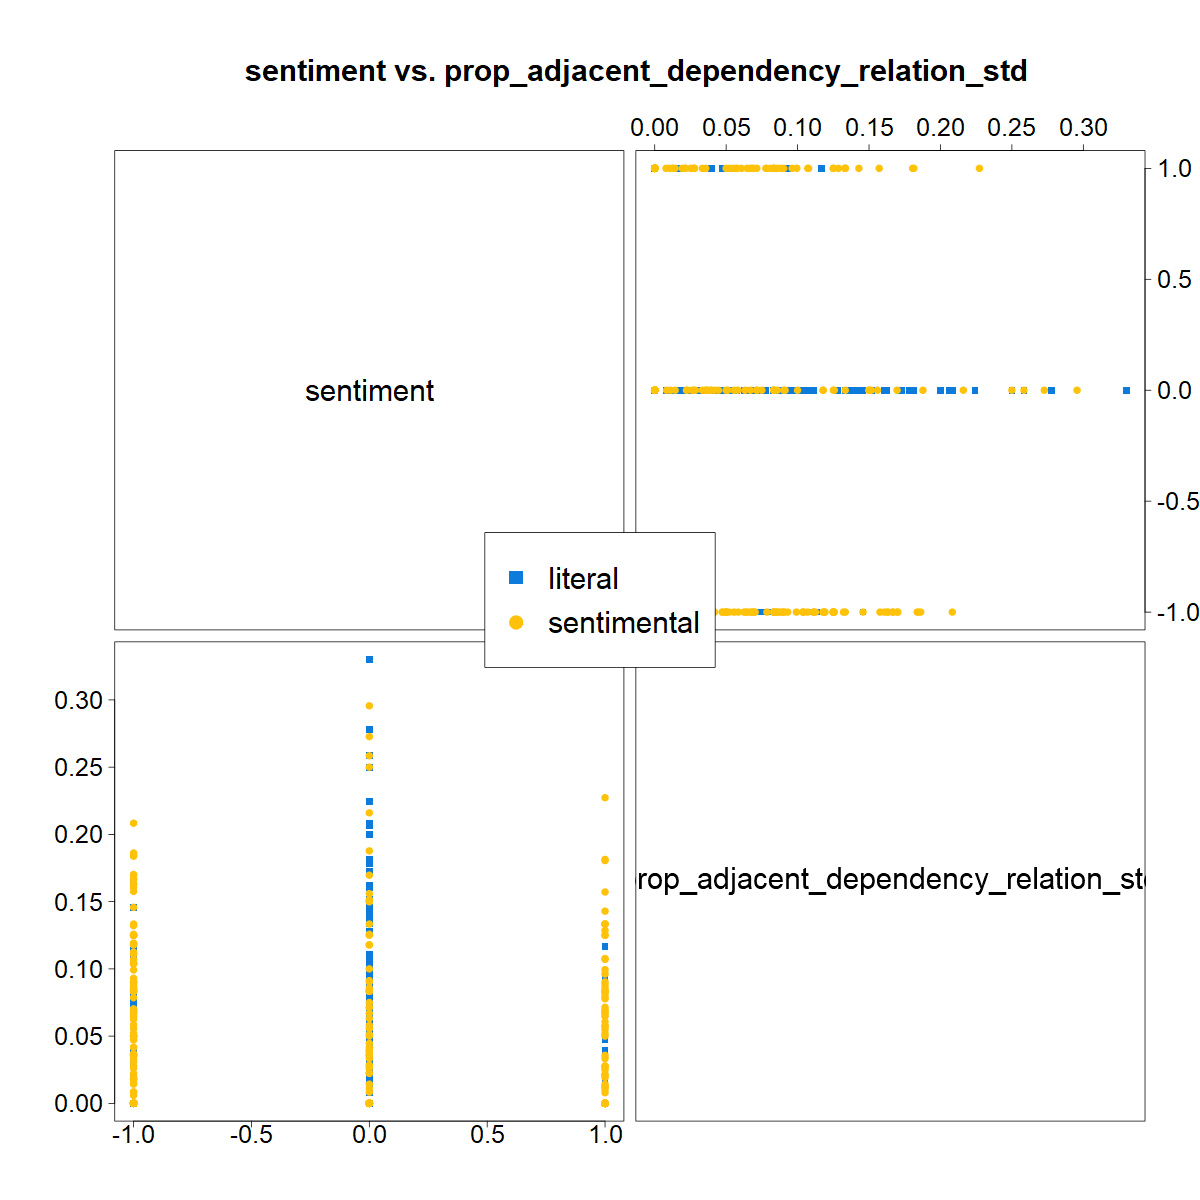 sentiment vs. prop_adjacent_dependency_relation_std
0.00 0.05 0.10 0.15 0.20 0.25 0.30
1.0
0.5
0.0
-0.5
-1.0
sentiment
literal
sentimental
0.30
0.25
0.20
0.15
0.10
0.05
0.00
rop_adjacent_dependency_relation_st
-1.0 -0.5 0.0 0.5 1.0